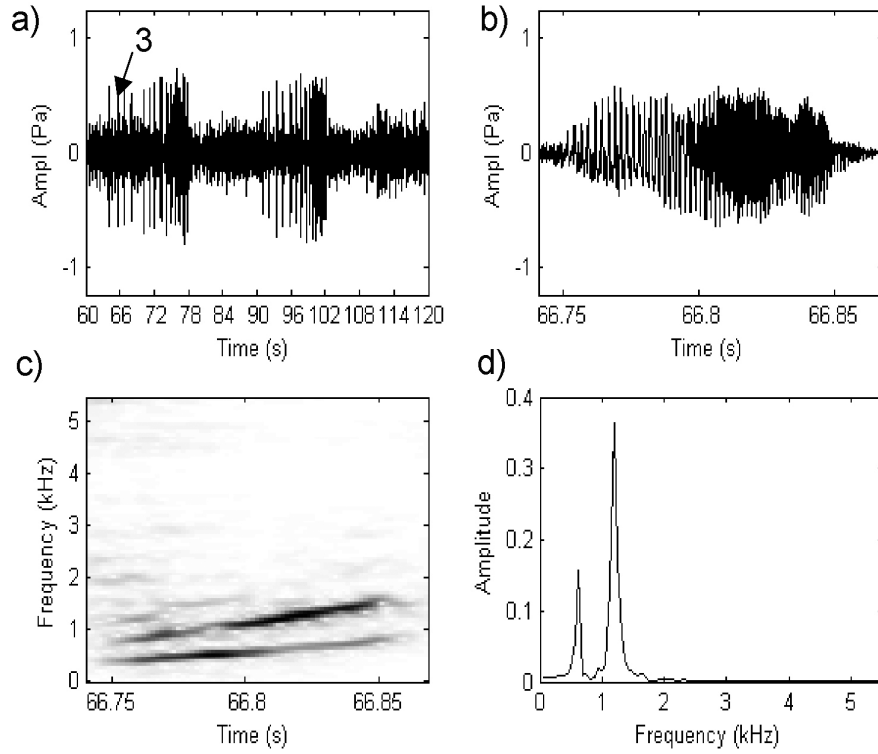 a)
3
1
0
-1
Ampl (Pa)
60 66 72 78 84 90 96 102 108 114 120
Time (s)
b)
1
0
-1
Ampl (Pa)
66.75 66.8 66.85
Time (s)
c)
5
4
3
2
1
0
Frequency (kHz)
66.75 66.8 66.85
Time (s)
d)
0.4
0.3
0.2
0.1
0
Amplitude
0 1 2 3 4 5
Frequency (kHz)